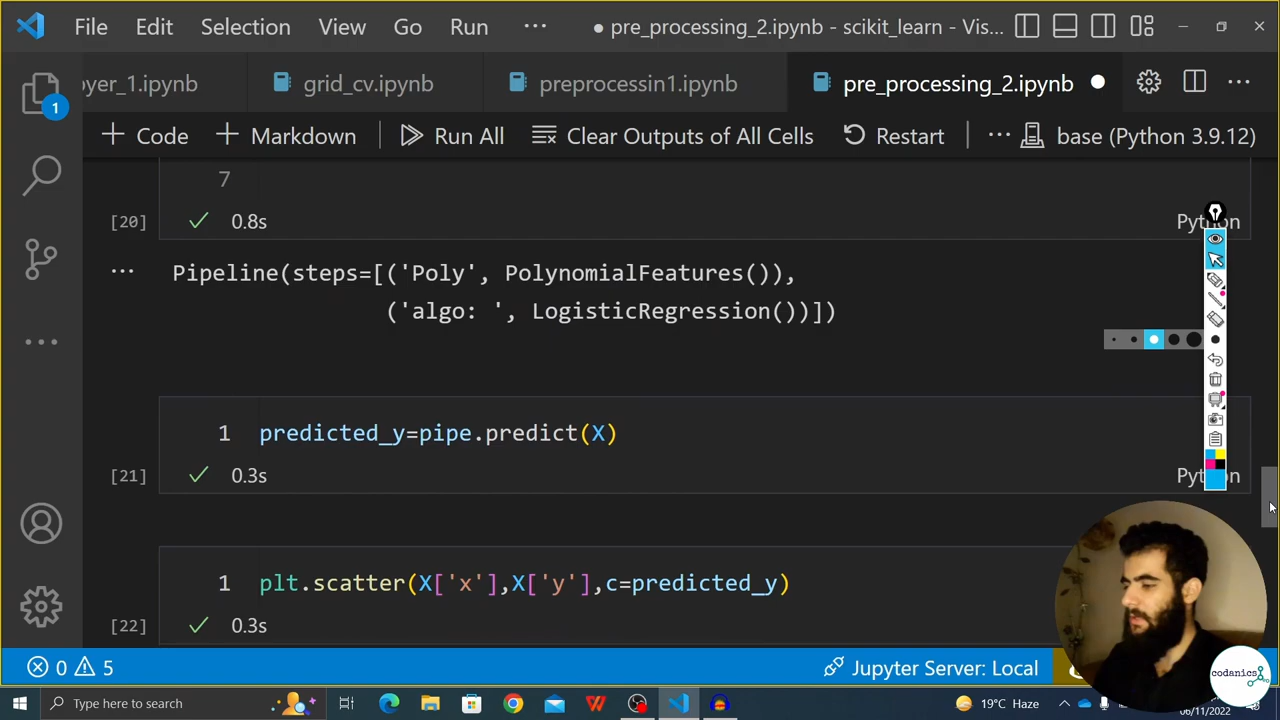 File Edit Selection View Go Run ··· ● pre_processing_2.ipynb - scikit_learn - Vis...
yer_1.ipynb grid_cv.ipynb preprocessin1.ipynb pre_processing_2.ipynb
1
+ Code + Markdown Run All Clear Outputs of All Cells Restart ··· base (Python 3.9.12)
7
[20] ✓ 0.8s Python
Pipeline(steps=[('Poly', PolynomialFeatures()),
('algo: ', LogisticRegression())])
1 predicted_y=pipe.predict(X)
[21] ✓ 0.3s Python
1 plt.scatter(X['x'],X['y'],c=predicted_y)
[22] ✓ 0.3s
0 5 Jupyter Server: Local
codanics
Type here to search 19°C Haze
06/11/2022